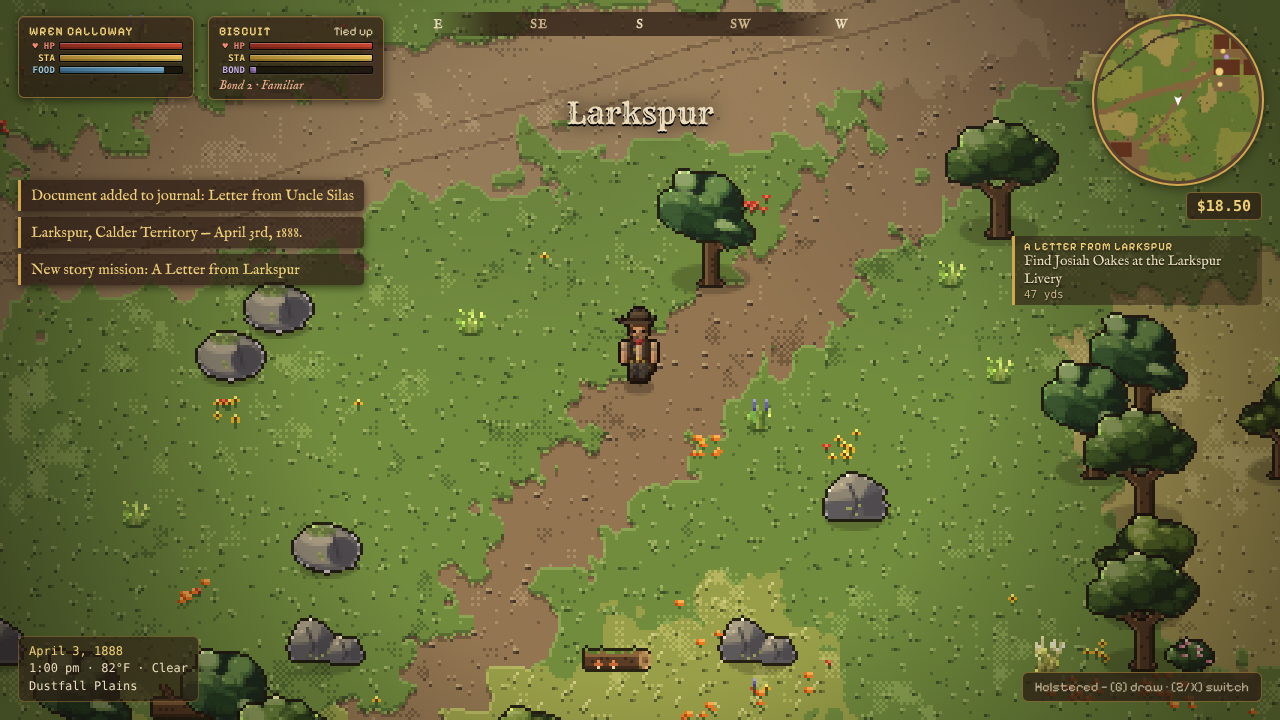 WREN CALLOWAY
♥ HP
STA
FOOD
BISCUIT Tied up
♥ HP
STA
BOND
Bond 2 · Familiar
E SE S SW W
Larkspur
Document added to journal: Letter from Uncle Silas
Larkspur, Calder Territory — April 3rd, 1888.
New story mission: A Letter from Larkspur
$18.50
A LETTER FROM LARKSPUR
Find Josiah Oakes at the Larkspur
Livery
47 yds
April 3, 1888
1:00 pm · 82°F · Clear
Dustfall Plains
Holstered - (G) draw · (Z/X) switch